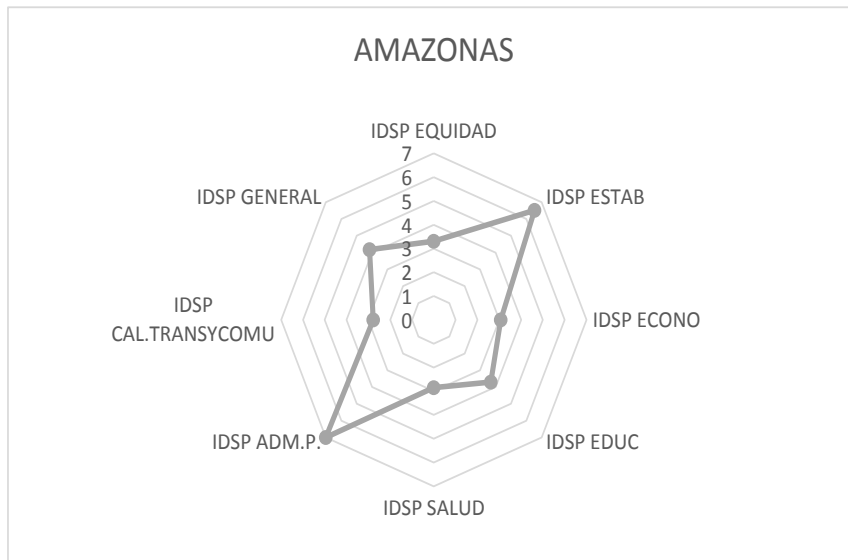 AMAZONAS
IDSP EQUIDAD
7
6
5
4
3
2
1
0
IDSP ESTAB
IDSP ECONO
IDSP EDUC
IDSP SALUD
IDSP ADM.P.
IDSP
CAL.TRANSYCOMU
IDSP GENERAL